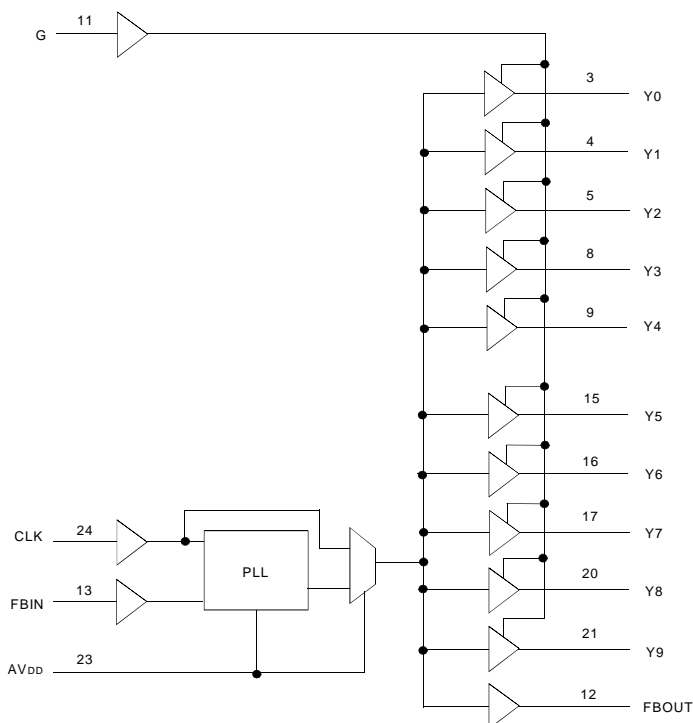 G 11
3 Y0
4 Y1
5 Y2
8 Y3
9 Y4
15 Y5
16 Y6
17 Y7
20 Y8
21 Y9
12 FBOUT
CLK 24
PLL
FBIN 13
AVDD 23